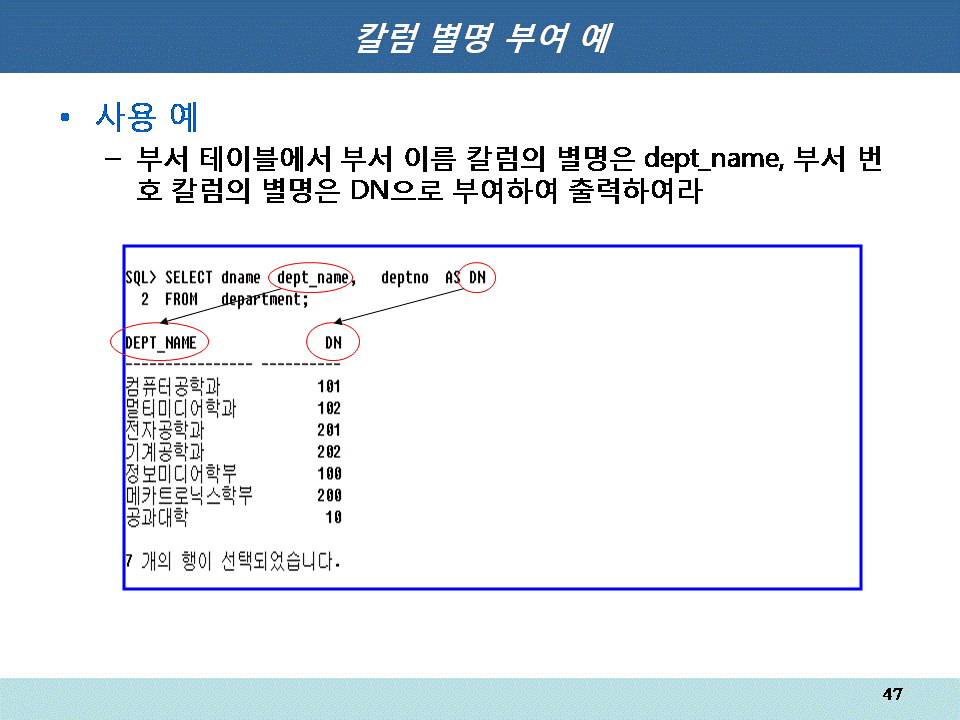 칼럼 별명 부여 예
• 사용 예
– 부서 테이블에서 부서 이름 칼럼의 별명은 dept_name, 부서 번
호 칼럼의 별명은 DN으로 부여하여 출력하여라
SQL> SELECT dname dept_name, deptno AS DN
2 FROM department;
DEPT_NAME DN
---------------- ----------
컴퓨터공학과 101
멀티미디어학과 102
전자공학과 201
기계공학과 202
정보미디어학부 100
메카트로닉스학부 200
공과대학 10
7 개의 행이 선택되었습니다.
47